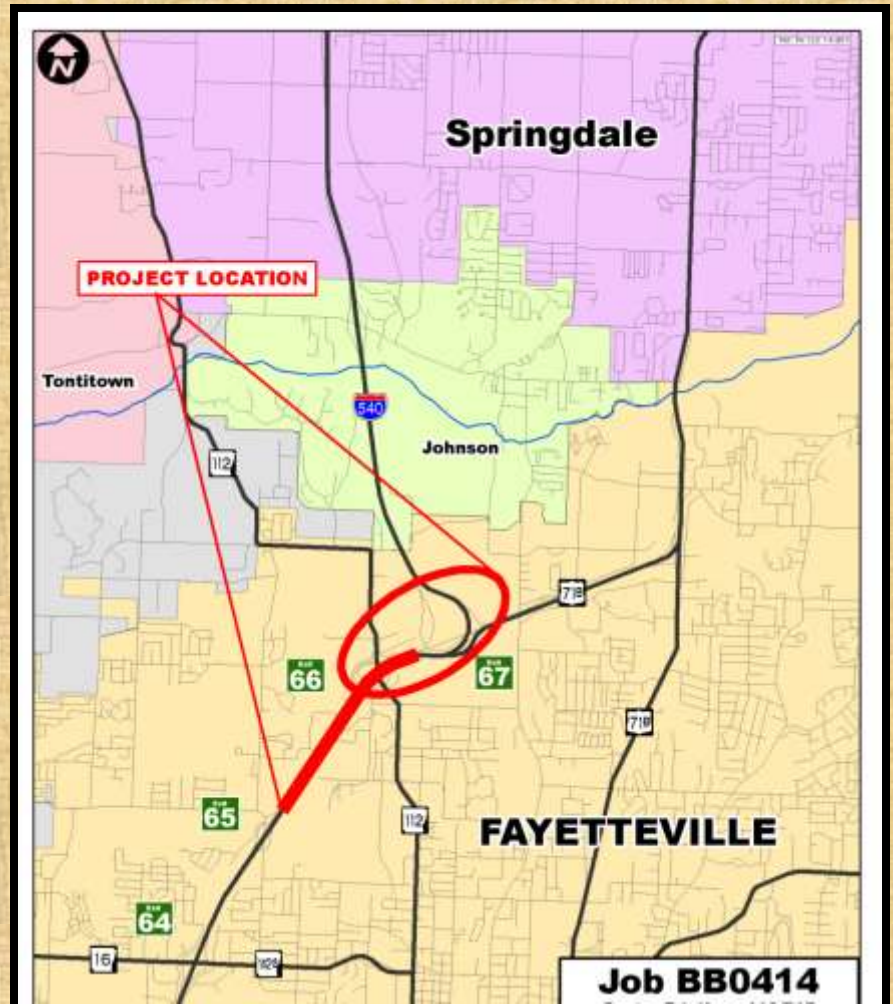 N
Springdale
PROJECT LOCATION
Tontitown
540
Johnson
112
71B
66
67
71B
65
112
FAYETTEVILLE
64
16
Job BB0414